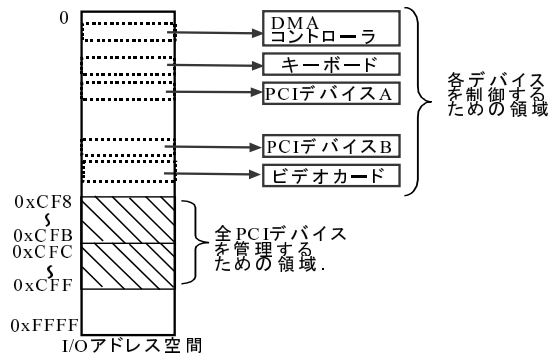 0
DMA
コントローラ
キーボード
PCIデバイスA
PCIデバイスB
ビデオカード
各デバイス
を制御する
ための領域
0xCF8
〜
0xCFB
0xCFC
〜
0xCFF
全PCIデバイス
を管理する
ための領域.
0xFFFF
I/Oアドレス空間